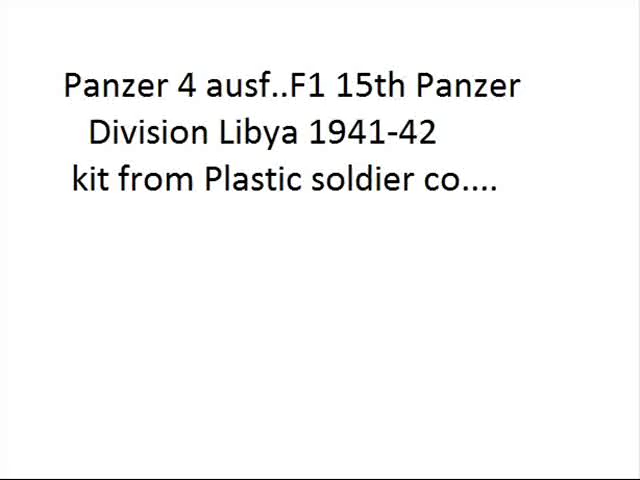 Panzer 4 ausf..F1 15th Panzer
Division Libya 1941-42
kit from Plastic soldier co....